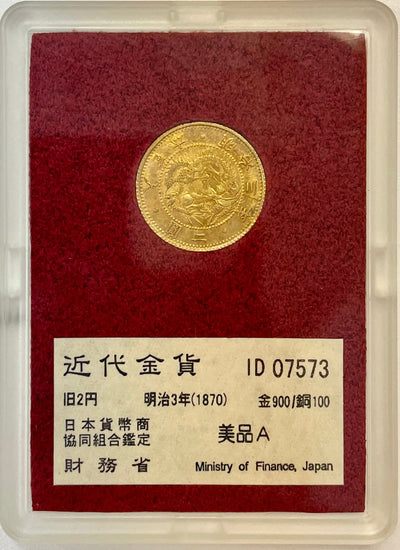 近代金貨 ID 07573
旧2円 明治3年(1870) 金900/銅100
日本貨幣商
協同組合鑑定 美品A
財務省 Ministry of Finance, Japan